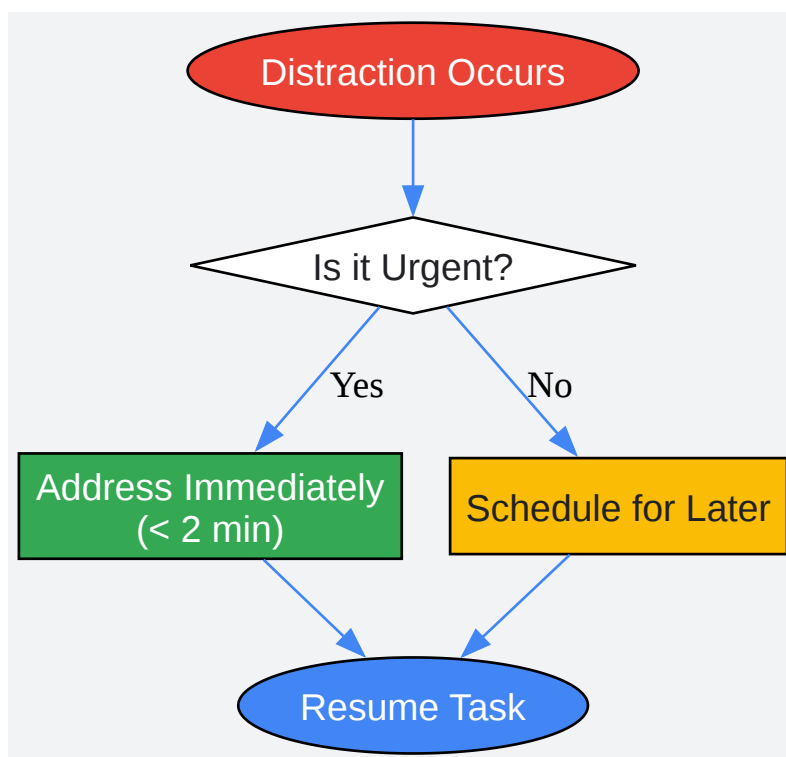 Distraction Occurs
Is it Urgent?
Yes
No
Address Immediately
(< 2 min)
Schedule for Later
Resume Task